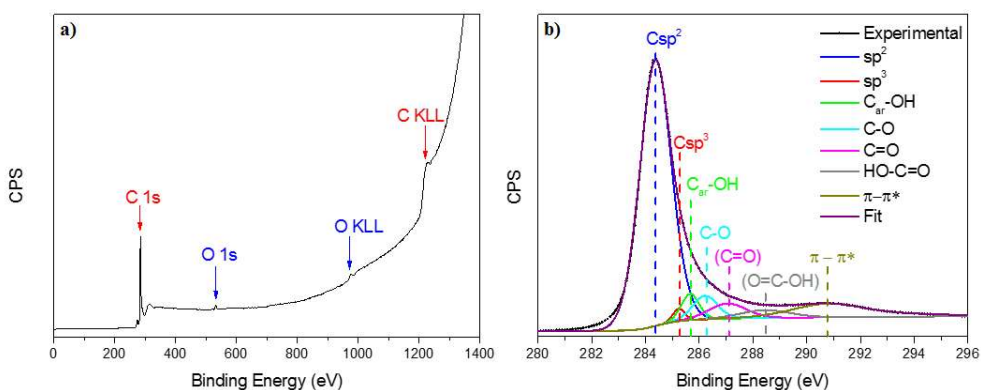 a)
C KLL
C 1s
O KLL
O 1s
CPS
0 200 400 600 800 1000 1200 1400
Binding Energy (eV)
b)
Csp²
Csp³
Cₐᵣ-OH
C-O
(C=O)
(O=C-OH)
π – π*
Experimental
sp²
sp³
Cₐᵣ-OH
C-O
C=O
HO-C=O
π–π*
Fit
CPS
280 282 284 286 288 290 292 294 296
Binding Energy (eV)